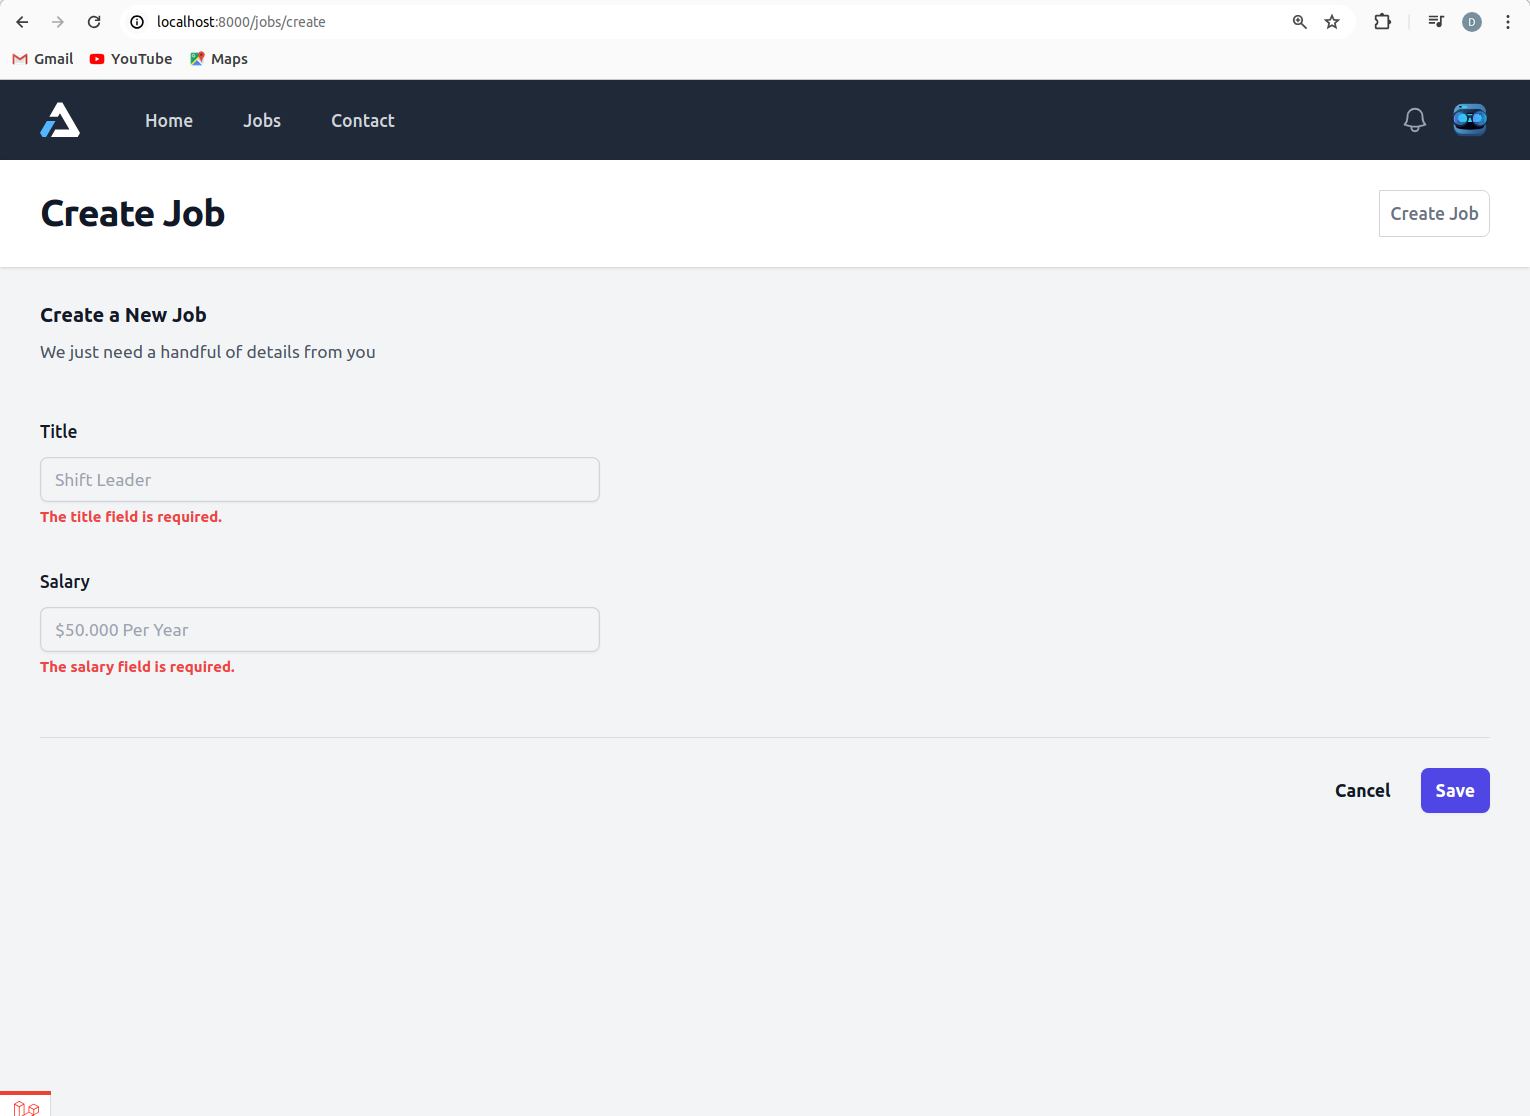 localhost:8000/jobs/create
D
Gmail YouTube Maps
Home Jobs Contact
Create Job
Create Job
Create a New Job
We just need a handful of details from you
Title
Shift Leader
The title field is required.
Salary
$50.000 Per Year
The salary field is required.
Cancel Save